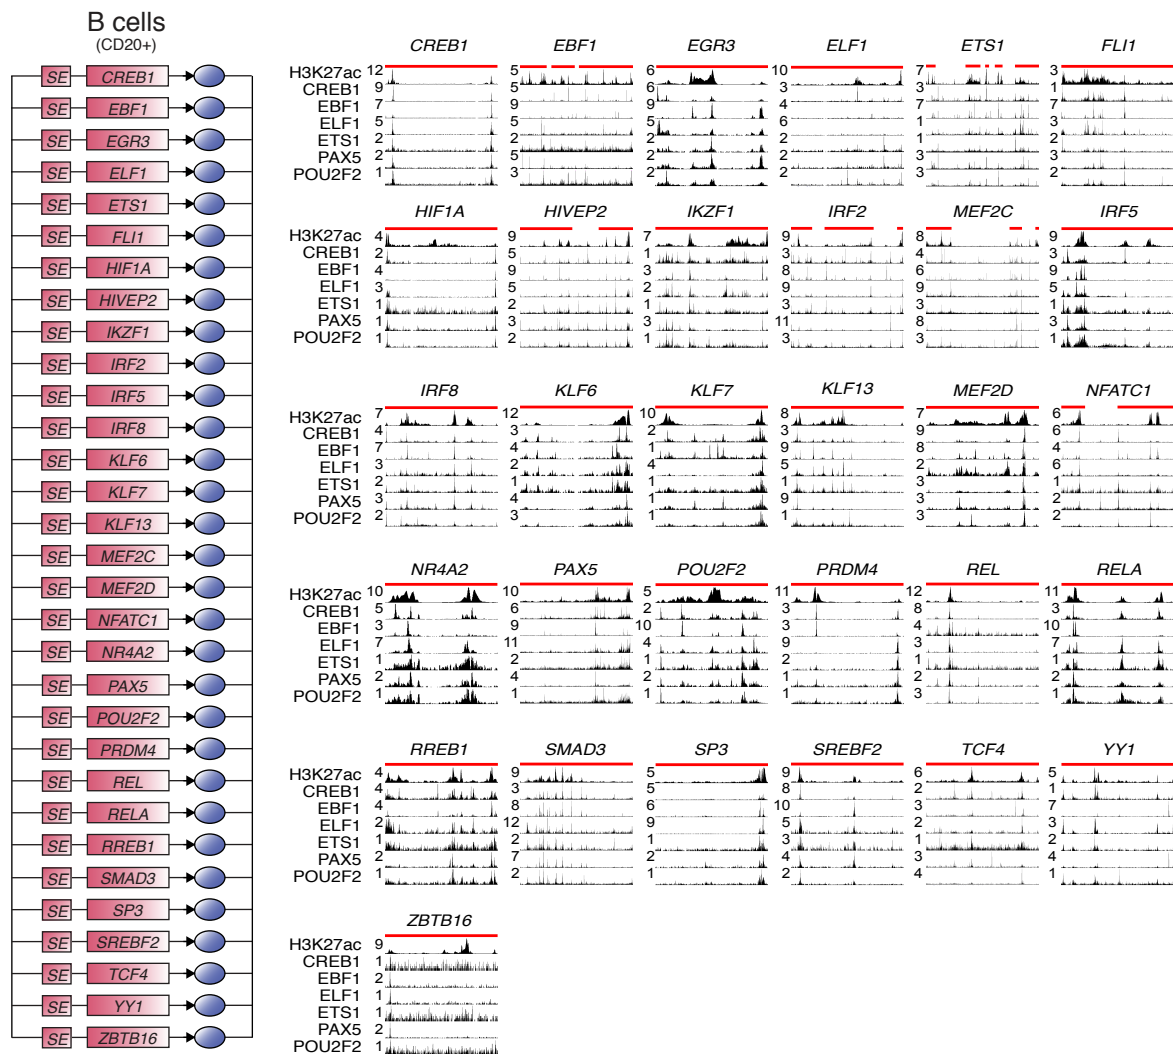 B cells
(CD20+)
SE CREB1
SE EBF1
SE EGR3
SE ELF1
SE ETS1
SE FLI1
SE HIF1A
SE HIVEP2
SE IKZF1
SE IRF2
SE IRF5
SE IRF8
SE KLF6
SE KLF7
SE KLF13
SE MEF2C
SE MEF2D
SE NFATC1
SE NR4A2
SE PAX5
SE POU2F2
SE PRDM4
SE REL
SE RELA
SE RREB1
SE SMAD3
SE SP3
SE SREBF2
SE TCF4
SE YY1
SE ZBTB16
CREB1 EBF1 EGR3 ELF1 ETS1 FLI1
H3K27ac 12 5 6 10 7 3
CREB1 9 5 6 3 3 1
EBF1 7 6 9 4 7 7
ELF1 5 5 5 6 1 3
ETS1 2 2 2 2 1 1
PAX5 2 5 2 2 3 3
POU2F2 1 3 2 2 3 2
HIF1A HIVEP2 IKZF1 IRF2 MEF2C IRF5
H3K27ac 4 9 7 9 8 9
CREB1 2 5 1 3 4 3
EBF1 4 9 3 8 6 9
ELF1 3 5 3 9 9 5
ETS1 1 2 1 3 3 1
PAX5 1 3 3 11 8 3
POU2F2 1 2 1 3 3 1
IRF8 KLF6 KLF7 KLF13 MEF2D NFATC1
H3K27ac 7 12 10 8 7 6
CREB1 4 3 2 3 9 6
EBF1 7 4 1 9 8 4
ELF1 3 2 4 5 2 6
ETS1 2 1 1 1 3 1
PAX5 3 4 1 9 4 2
POU2F2 2 3 1 1 3 2
NR4A2 PAX5 POU2F2 PRDM4 REL RELA
H3K27ac 10 10 5 11 12 11
CREB1 5 6 2 3 8 3
EBF1 3 9 10 3 4 10
ELF1 7 11 4 9 3 7
ETS1 1 2 1 2 1 1
PAX5 2 4 2 1 2 2
POU2F2 1 1 1 1 3 1
RREB1 SMAD3 SP3 SREBF2 TCF4 YY1
H3K27ac 4 9 5 9 6 5
CREB1 4 3 5 8 2 1
EBF1 4 8 6 10 3 7
ELF1 2 12 9 5 2 3
ETS1 1 2 1 3 1 1
PAX5 2 7 2 4 3 4
POU2F2 1 2 1 2 4 1
ZBTB16
H3K27ac 9
CREB1 1
EBF1 2
ELF1 1
ETS1 1
PAX5 2
POU2F2 1